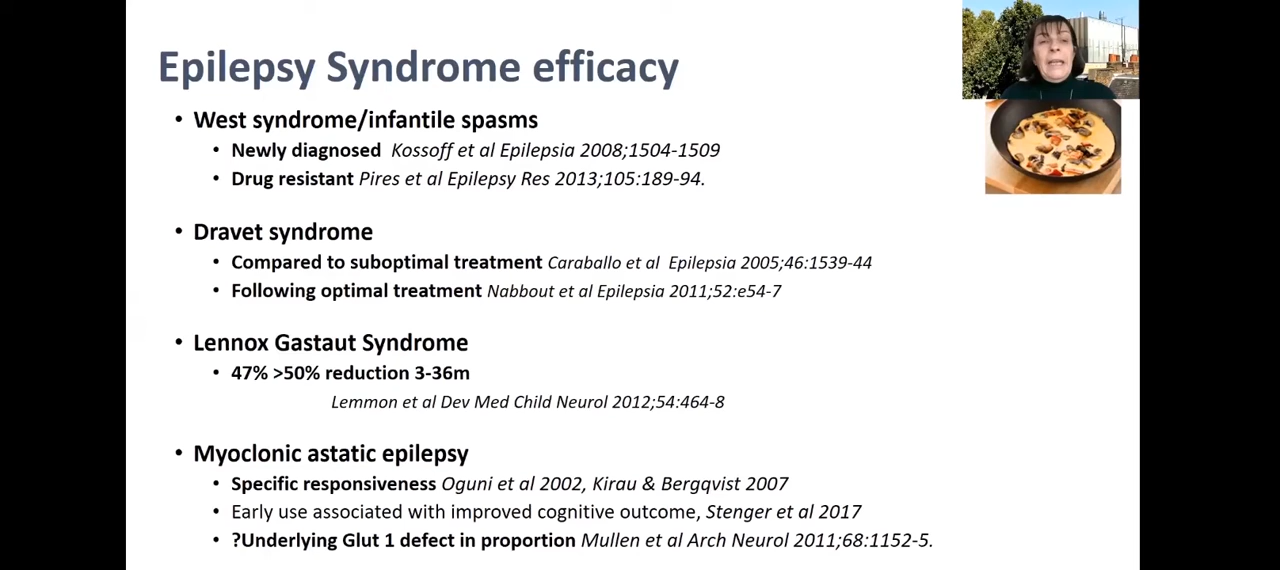 Epilepsy Syndrome efficacy
• West syndrome/infantile spasms
• Newly diagnosed Kossoff et al Epilepsia 2008;1504-1509
• Drug resistant Pires et al Epilepsy Res 2013;105:189-94.
• Dravet syndrome
• Compared to suboptimal treatment Caraballo et al Epilepsia 2005;46:1539-44
• Following optimal treatment Nabbout et al Epilepsia 2011;52:e54-7
• Lennox Gastaut Syndrome
• 47% >50% reduction 3-36m
Lemmon et al Dev Med Child Neurol 2012;54:464-8
• Myoclonic astatic epilepsy
• Specific responsiveness Oguni et al 2002, Kirau & Bergqvist 2007
• Early use associated with improved cognitive outcome, Stenger et al 2017
• ?Underlying Glut 1 defect in proportion Mullen et al Arch Neurol 2011;68:1152-5.